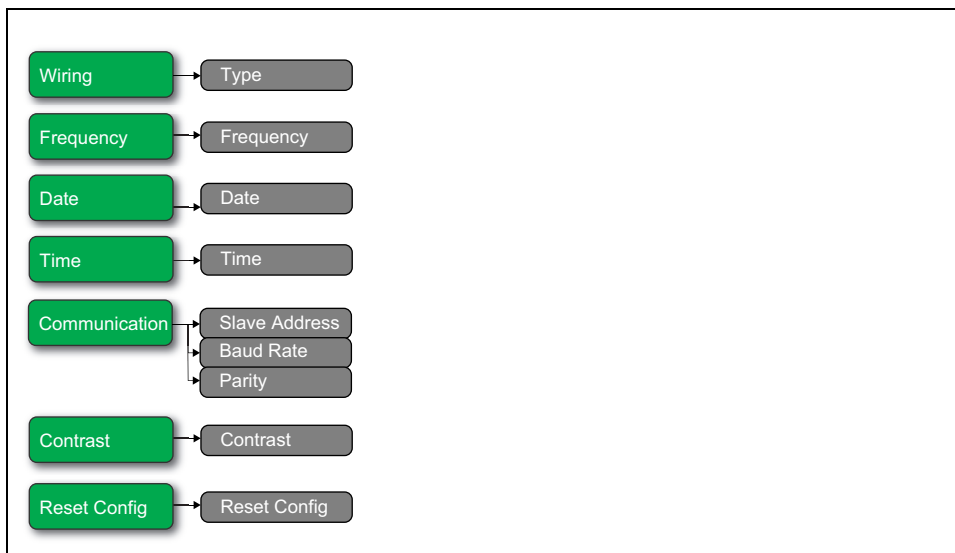 Wiring
Type
Frequency
Frequency
Date
Date
Time
Time
Communication
Slave Address
Baud Rate
Parity
Contrast
Contrast
Reset Config
Reset Config